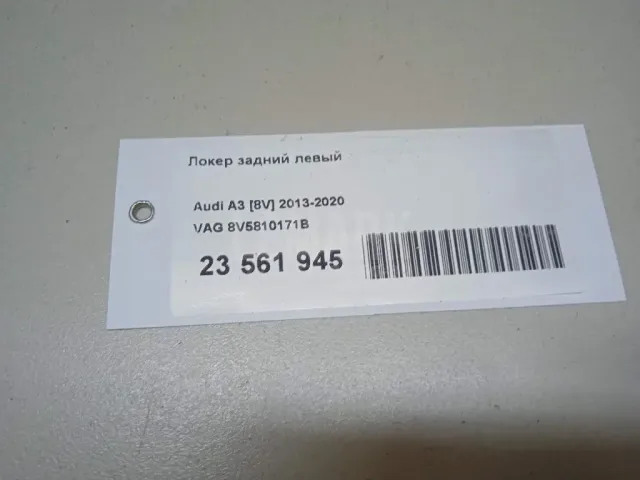 Локер задний левый
Audi A3 [8V] 2013-2020
VAG 8V5810171B
23 561 945